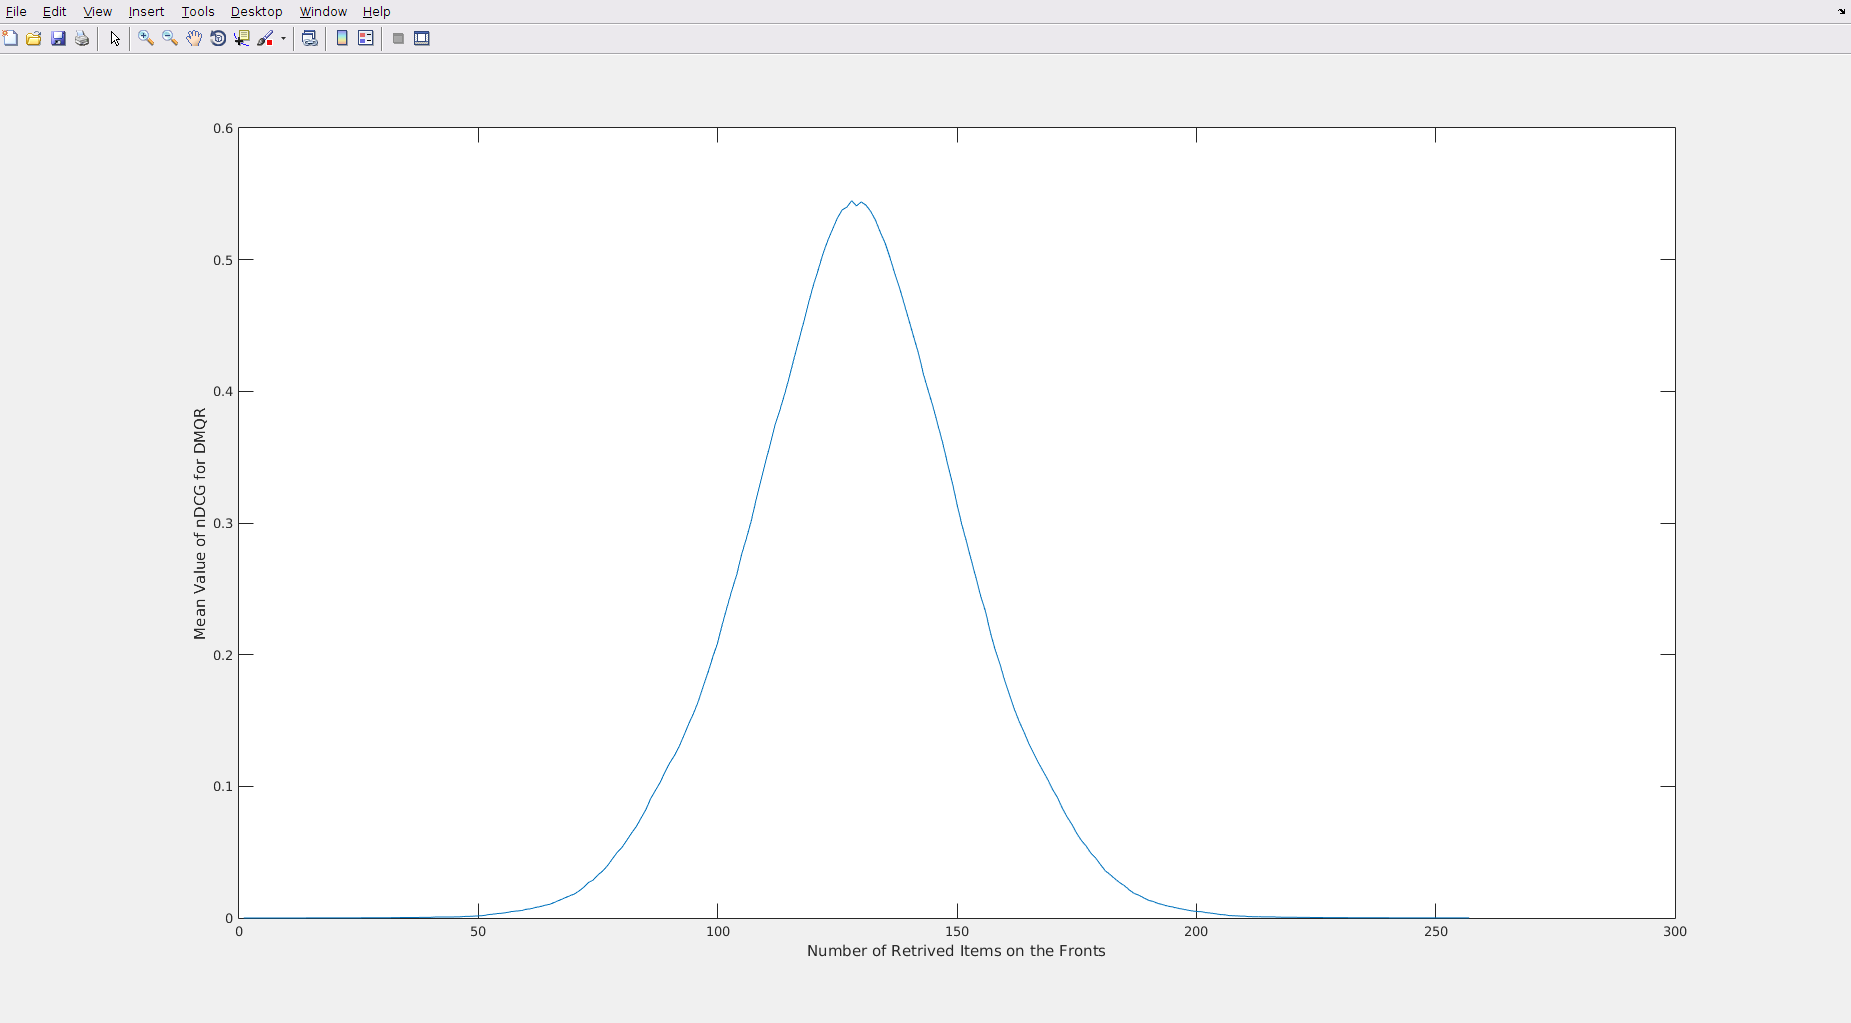 File Edit View Insert Tools Desktop Window Help
0.6
0.5
0.4
0.3
0.2
0.1
0
Mean Value of nDCG for DMQR
0 50 100 150 200 250 300
Number of Retrived Items on the Fronts